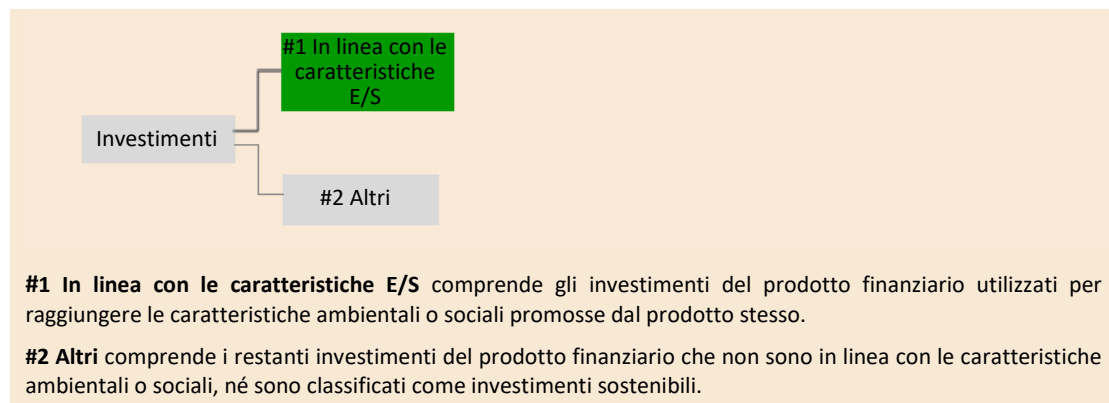 #1 In linea con le
caratteristiche
E/S
Investimenti
#2 Altri
#1 In linea con le caratteristiche E/S comprende gli investimenti del prodotto finanziario utilizzati per
raggiungere le caratteristiche ambientali o sociali promosse dal prodotto stesso.
#2 Altri comprende i restanti investimenti del prodotto finanziario che non sono in linea con le caratteristiche
ambientali o sociali, né sono classificati come investimenti sostenibili.